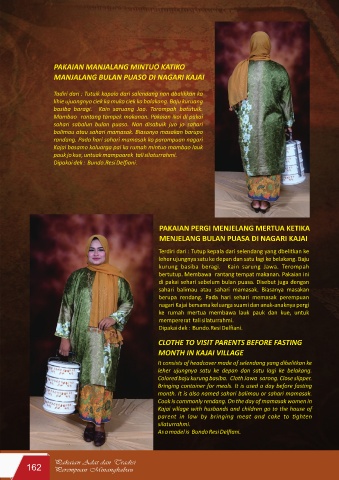 PAKAIAN MANJALANG MINTUO KATIKO
MANJALANG BULAN PUASO DI NAGARI KAJAI
Tadiri dari : Tutuik kapalo dari salendang nan dibalikkan ka
lihia ujuangnyo ciek ka muko ciek ka balakang. Baju kuruang
basiba baragi. Kain saruang Jao. Tarompah batutuik.
Mambao rantang tampek makanan. Pakaian iko di pakai
sahari sabalun bulan puaso. Nan disabuik juo jo sahari
balimau atau sahari mamasak. Biasonyo masakan barupo
randang. Pado hari sahari mamasak ko parampuan nagari
Kajai basamo kaluarga pai ka rumah mintuo mambao lauk
pauk jo kue, untuak mampaarek tali silaturrahmi.
Dipakai dek : Bundo.Resi Delfiani.
PAKAIAN PERGI MENJELANG MERTUA KETIKA
MENJELANG BULAN PUASA DI NAGARI KAJAI
Terdiri dari : Tutup kepala dari selendang yang dibelitkan ke
leher ujungnya satu ke depan dan satu lagi ke belakang. Baju
kurung basiba beragi. Kain sarung Jawa. Terompah
bertutup. Membawa rantang tempat makanan. Pakaian ini
di pakai sehari sebelum bulan puasa. Disebut juga dengan
sahari balimau atau sahari mamasak. Biasanya masakan
berupa rendang. Pada hari sehari memasak perempuan
nagari Kajai bersama keluarga suami dan anak-anaknya pergi
ke rumah mertua membawa lauk pauk dan kue, untuk
mempererat tali silaturrahmi.
Dipakai dek : Bundo. Resi Delfiani.
CLOTHE TO VISIT PARENTS BEFORE FASTING
MONTH IN KAJAI VILLAGE
It consists of headcover made of selendang yang dibelitkan ke
leher ujungnya satu ke depan dan satu lagi ke belakang.
Colored baju kurung basiba. Cloth Jawa sarong. Close slipper.
Bringing container for meals. It is used a day before fasting
month. It is also named sahari balimau or sahari mamasak.
Cook is commonly rendang. On the day of mamasak women in
Kajai village with husbands and children go to the house of
parent in law by bringing meat and cake to tighten
silaturrahmi.
As a model is Bundo Resi Delfiani.
162
Pakaian Adat dan Tradisi
Perempuan Minangkabau